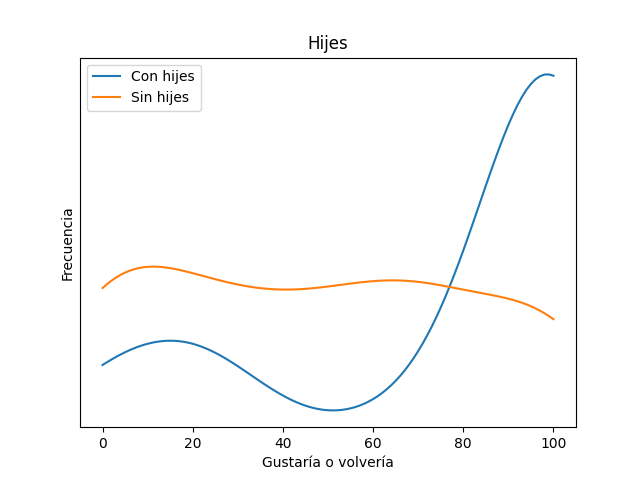 Hijes
Con hijes
Sin hijes
Frecuencia
0 20 40 60 80 100
Gustaría o volvería